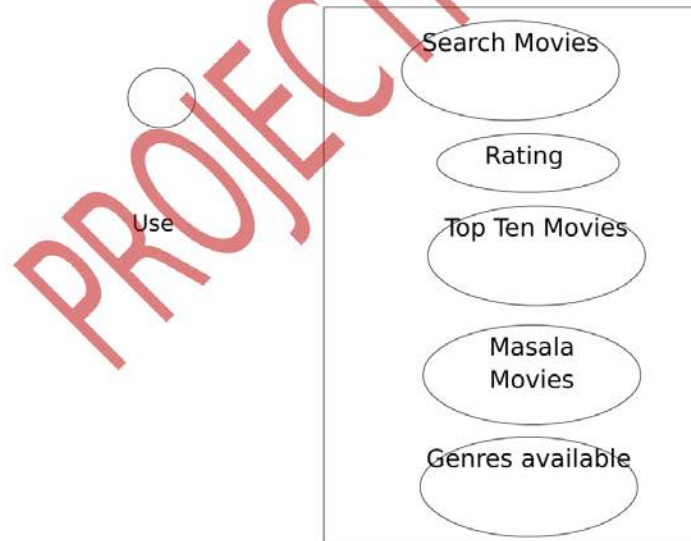 PROJECT
Use
Search Movies
Rating
Top Ten Movies
Masala
Movies
Genres available